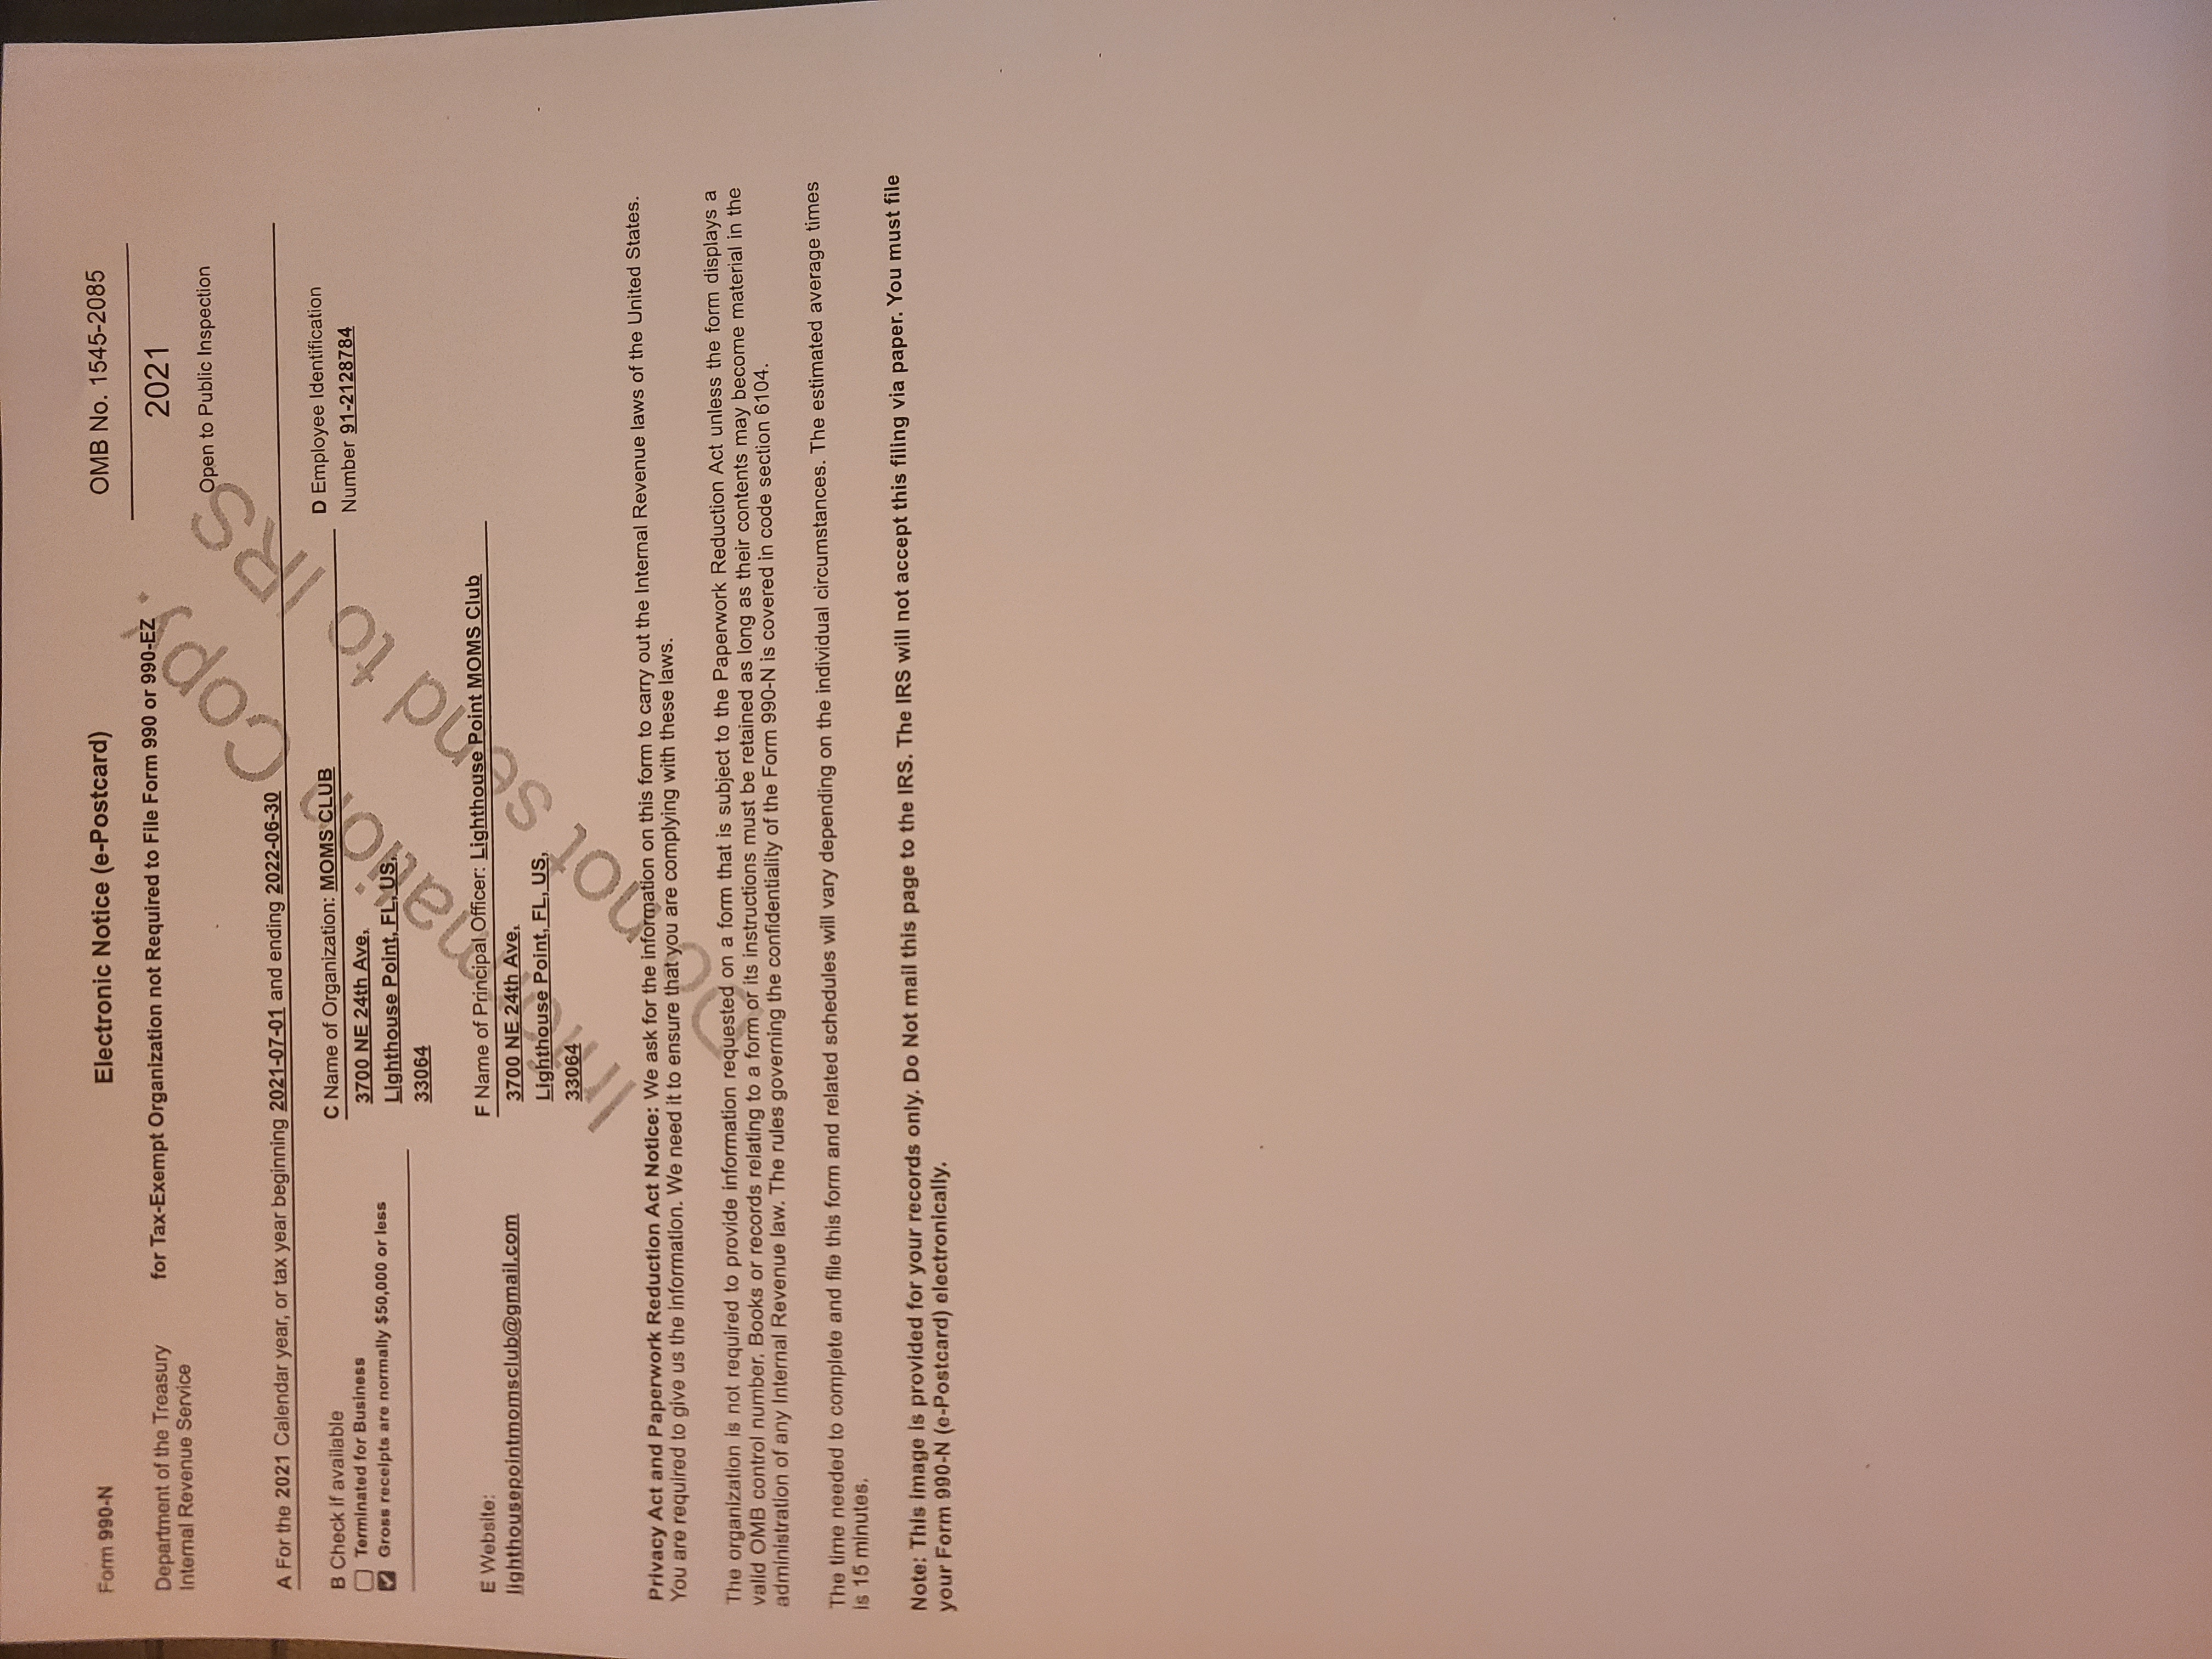 Form 990-N
Electronic Notice (e-Postcard)
OMB No. 1545-2085
Department of the Treasury
Internal Revenue Service
for Tax-Exempt Organization not Required to File Form 990 or 990-EZ
2021
Open to Public Inspection
A For the 2021 Calendar year, or tax year beginning 2021-07-01 and ending 2022-06-30
B Check if available
Terminated for Business
Gross receipts are normally $50,000 or less
C Name of Organization: MOMS CLUB
3700 NE 24th Ave,
Lighthouse Point, FL, US,
33064
D Employee Identification
Number 91-2128784
E Website:
lighthousepointmomsclub@gmail.com
F Name of Principal Officer: Lighthouse Point MOMS Club
3700 NE 24th Ave,
Lighthouse Point, FL, US,
33064
Information Copy.
Do not send to IRS
Privacy Act and Paperwork Reduction Act Notice: We ask for the information on this form to carry out the Internal Revenue laws of the United States.
You are required to give us the information. We need it to ensure that you are complying with these laws.
The organization is not required to provide information requested on a form that is subject to the Paperwork Reduction Act unless the form displays a
valid OMB control number. Books or records relating to a form or its instructions must be retained as long as their contents may become material in the
administration of any Internal Revenue law. The rules governing the confidentiality of the Form 990-N is covered in code section 6104.
The time needed to complete and file this form and related schedules will vary depending on the individual circumstances. The estimated average times
is 15 minutes.
Note: This image is provided for your records only. Do Not mail this page to the IRS. The IRS will not accept this filing via paper. You must file
your Form 990-N (e-Postcard) electronically.